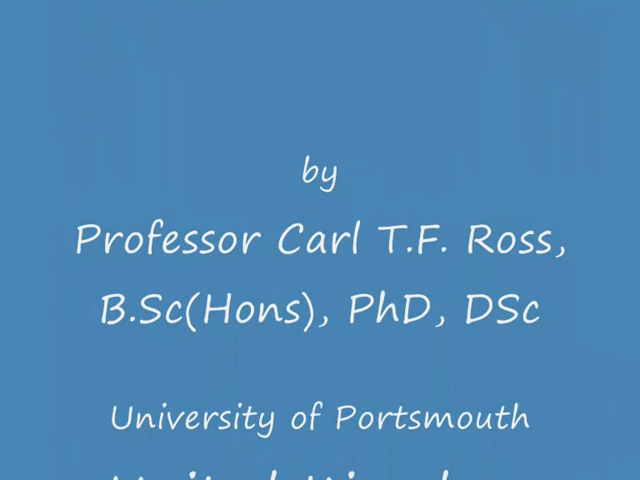 by
Professor Carl T.F. Ross,
B.Sc(Hons), PhD, DSc
University of Portsmouth